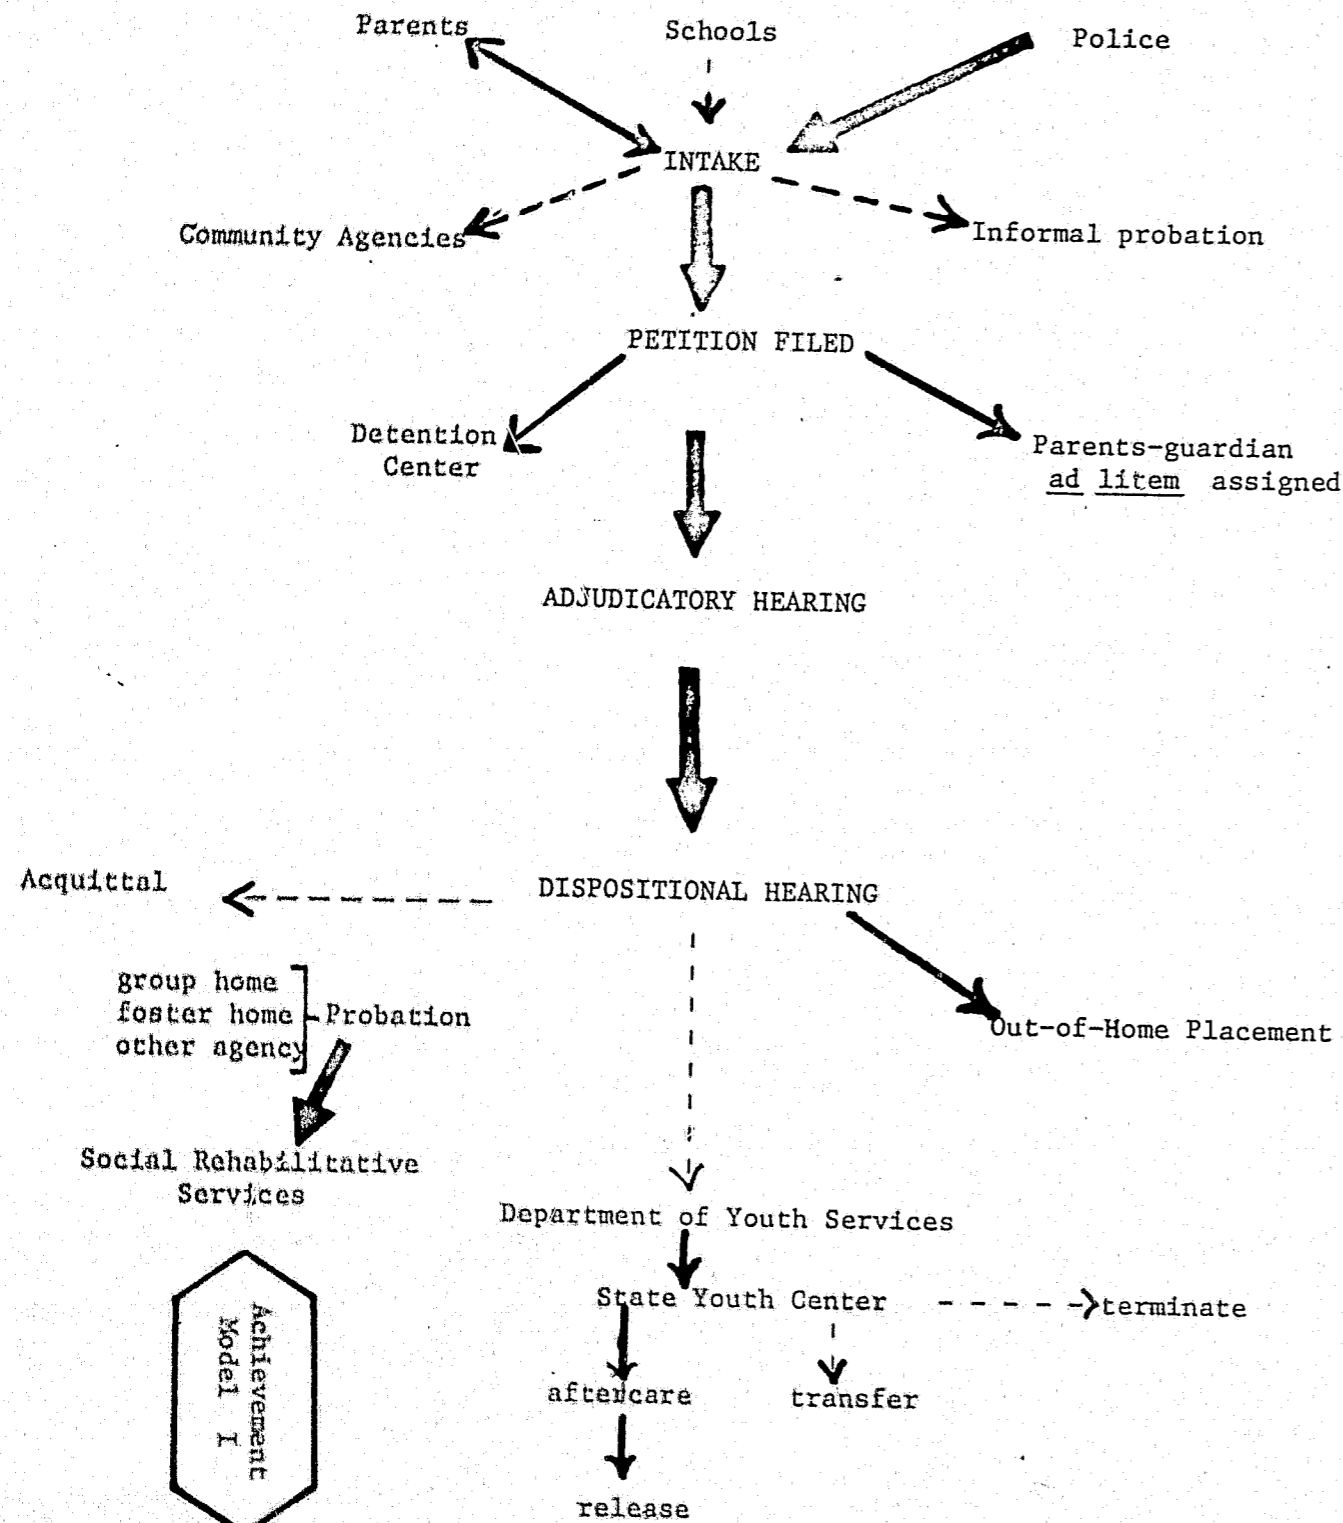 Parents
Schools
Police
INTAKE
Community Agencies
Informal probation
PETITION FILED
Detention
Center
Parents-guardian
ad litem assigned
ADJUDICATORY HEARING
Acquittal
DISPOSITIONAL HEARING
group home
foster home
other agency
Probation
Out-of-Home Placement
Social Rehabilitative
Services
Department of Youth Services
State Youth Center
terminate
aftercare
transfer
release
Achievement
Model I